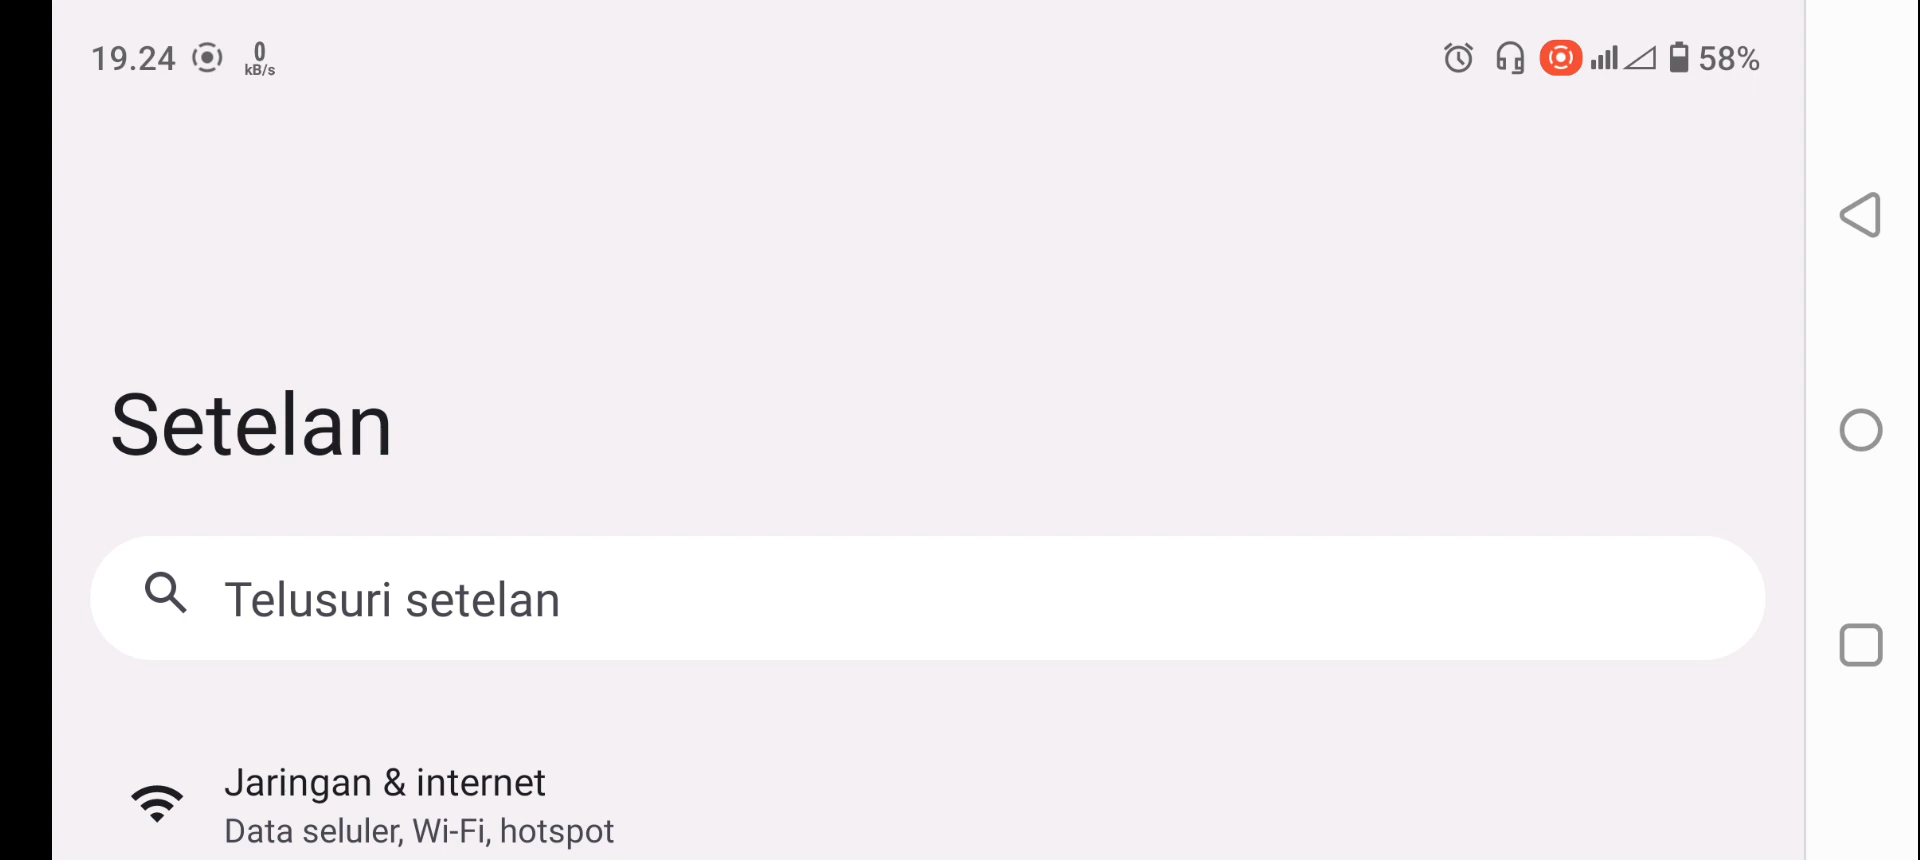 19.24 0 kB/s 58%
Setelan
Telusuri setelan
Jaringan & internet
Data seluler, Wi-Fi, hotspot